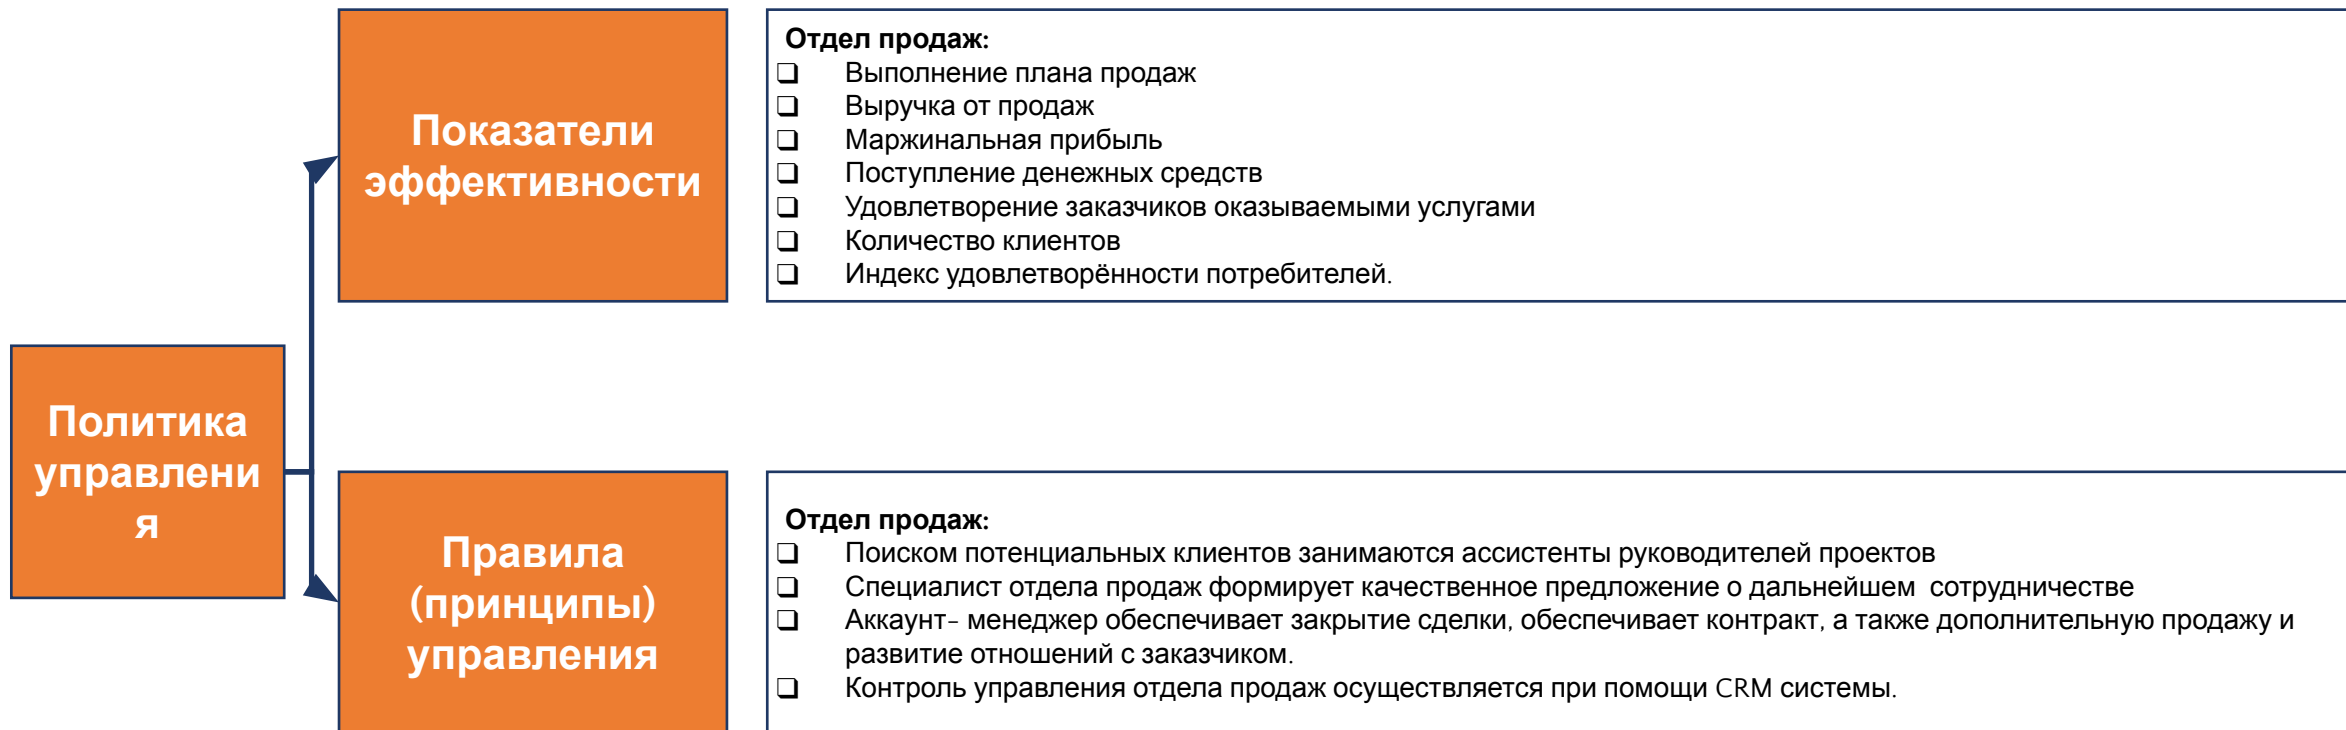 Показатели
эффективности
Отдел продаж:
❑ Выполнение плана продаж
❑ Выручка от продаж
❑ Маржинальная прибыль
❑ Поступление денежных средств
❑ Удовлетворение заказчиков оказываемыми услугами
❑ Количество клиентов
❑ Индекс удовлетворённости потребителей.
Политика
управлени
я
Правила
(принципы)
управления
Отдел продаж:
❑ Поиском потенциальных клиентов занимаются ассистенты руководителей проектов
❑ Специалист отдела продаж формирует качественное предложение о дальнейшем  сотрудничестве
❑ Аккаунт- менеджер обеспечивает закрытие сделки, обеспечивает контракт, а также дополнительную продажу и
развитие отношений с заказчиком.
❑ Контроль управления отдела продаж осуществляется при помощи CRM системы.